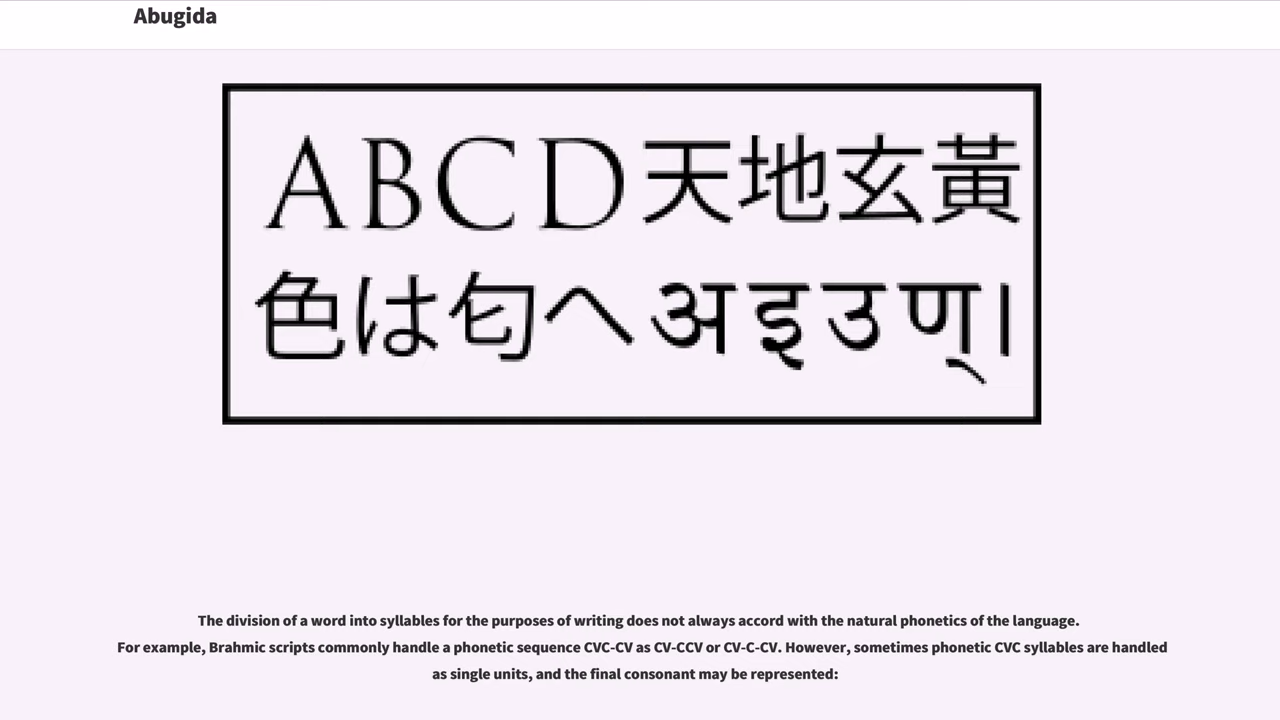 Abugida
ABCD天地玄黃
色は匂へअइउण्।
The division of a word into syllables for the purposes of writing does not always accord with the natural phonetics of the language.
For example, Brahmic scripts commonly handle a phonetic sequence CVC-CV as CV-CCV or CV-C-CV. However, sometimes phonetic CVC syllables are handled
as single units, and the final consonant may be represented: